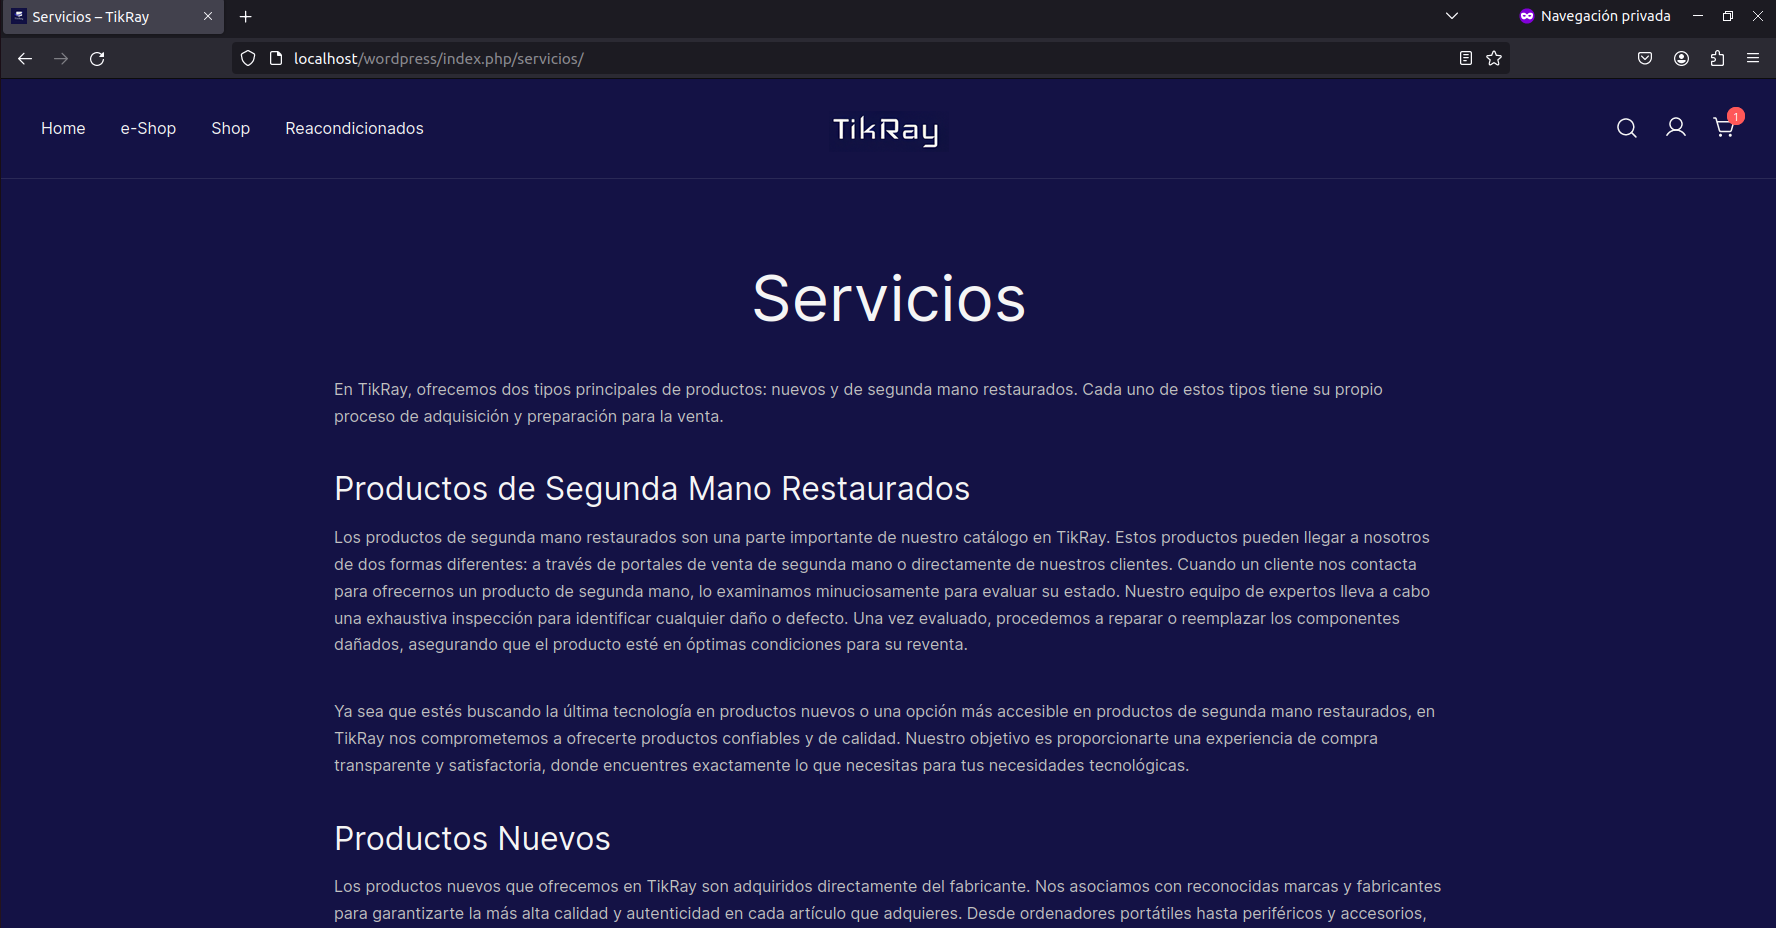 Servicios – TikRay
Navegación privada
localhost/wordpress/index.php/servicios/
Home e-Shop Shop Reacondicionados
TikRay
1
Servicios
En TikRay, ofrecemos dos tipos principales de productos: nuevos y de segunda mano restaurados. Cada uno de estos tipos tiene su propio
proceso de adquisición y preparación para la venta.
Productos de Segunda Mano Restaurados
Los productos de segunda mano restaurados son una parte importante de nuestro catálogo en TikRay. Estos productos pueden llegar a nosotros
de dos formas diferentes: a través de portales de venta de segunda mano o directamente de nuestros clientes. Cuando un cliente nos contacta
para ofrecernos un producto de segunda mano, lo examinamos minuciosamente para evaluar su estado. Nuestro equipo de expertos lleva a cabo
una exhaustiva inspección para identificar cualquier daño o defecto. Una vez evaluado, procedemos a reparar o reemplazar los componentes
dañados, asegurando que el producto esté en óptimas condiciones para su reventa.
Ya sea que estés buscando la última tecnología en productos nuevos o una opción más accesible en productos de segunda mano restaurados, en
TikRay nos comprometemos a ofrecerte productos confiables y de calidad. Nuestro objetivo es proporcionarte una experiencia de compra
transparente y satisfactoria, donde encuentres exactamente lo que necesitas para tus necesidades tecnológicas.
Productos Nuevos
Los productos nuevos que ofrecemos en TikRay son adquiridos directamente del fabricante. Nos asociamos con reconocidas marcas y fabricantes
para garantizarte la más alta calidad y autenticidad en cada artículo que adquieres. Desde ordenadores portátiles hasta periféricos y accesorios,